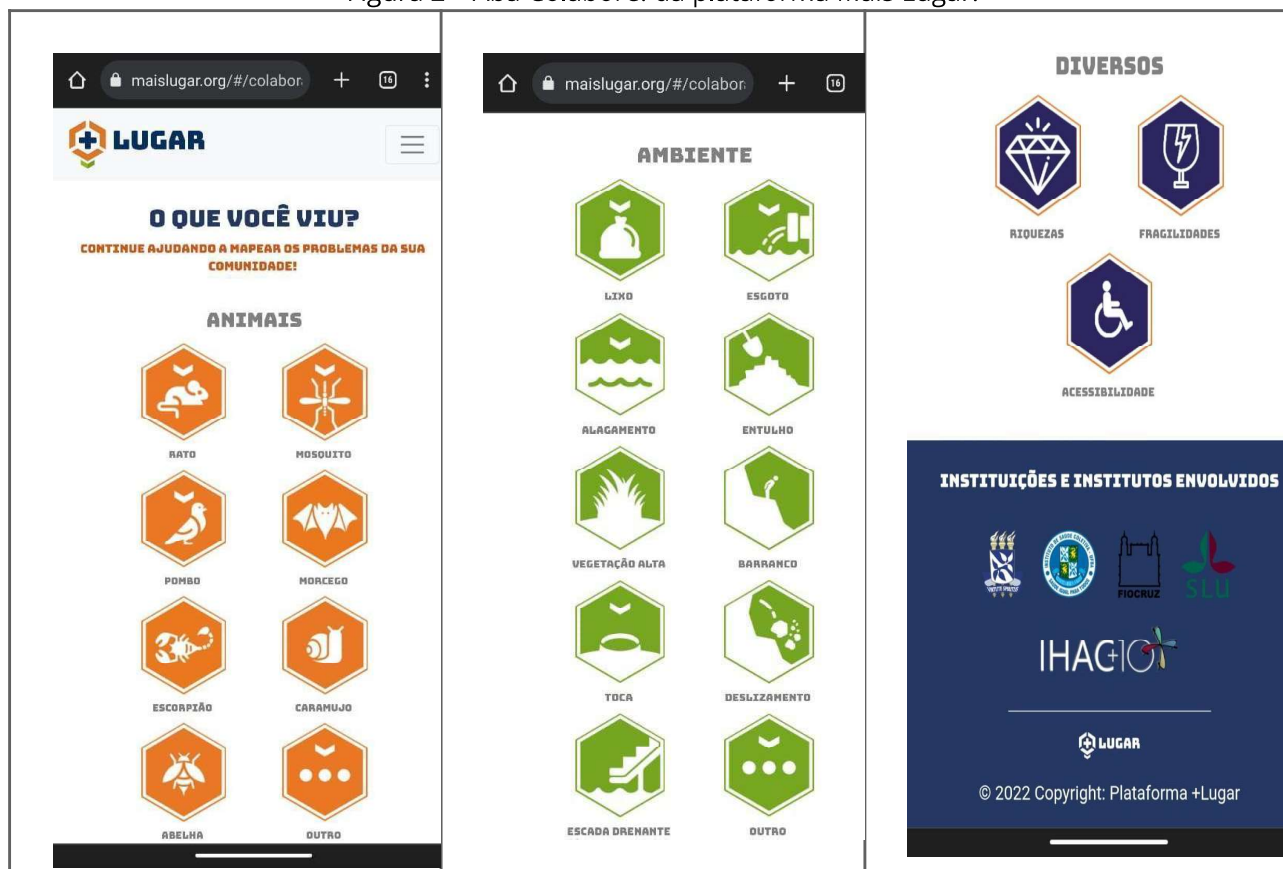 maislugar.org/#/colabor
16
LUGAR
O QUE VOCÊ VIU?
CONTINUE AJUDANDO A MAPEAR OS PROBLEMAS DA SUA
COMUNIDADE!
ANIMAIS
RATO
MOSQUITO
POMBO
MORCEGO
ESCORPIÃO
CARAMUJO
ABELHA
OUTRO
maislugar.org/#/colabor
16
AMBIENTE
LIXO
ESGOTO
ALAGAMENTO
ENTULHO
VEGETAÇÃO ALTA
BARRANCO
TOCA
DESLIZAMENTO
ESCADA DRENANTE
OUTRO
DIVERSOS
RIQUEZAS
FRAGILIDADES
ACESSIBILIDADE
INSTITUIÇÕES E INSTITUTOS ENVOLVIDOS
FIOCRUZ
SLU
IHAC+10
LUGAR
© 2022 Copyright: Plataforma +Lugar